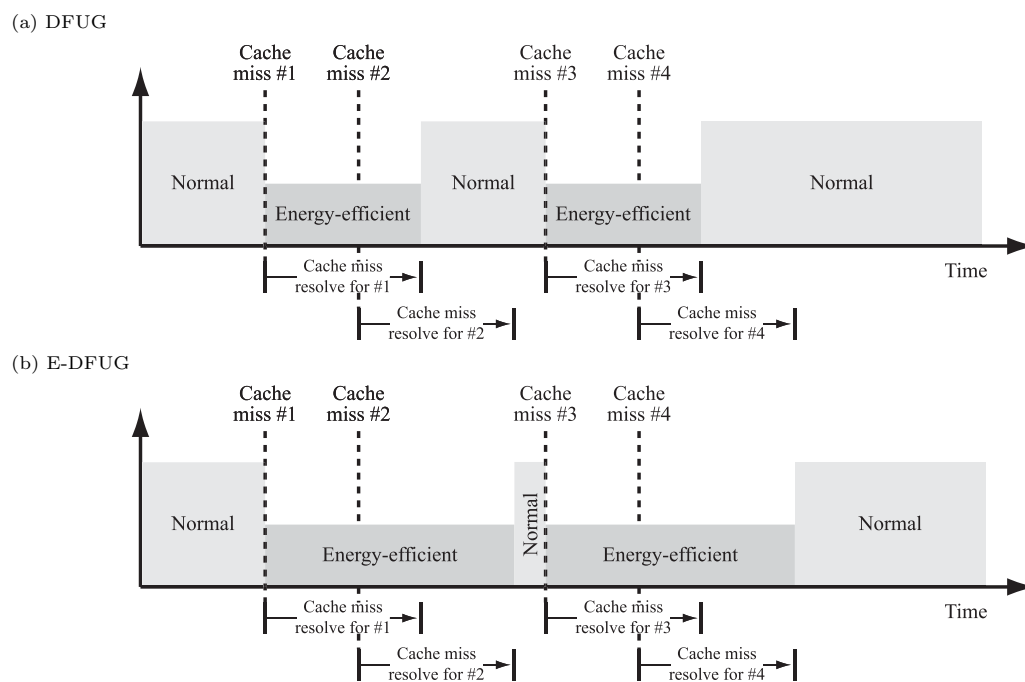 (a) DFUG
Cache
miss #1
Cache
miss #2
Cache
miss #3
Cache
miss #4
Normal
Energy-efficient
Normal
Energy-efficient
Normal
Time
Cache miss
resolve for #1
Cache miss
resolve for #2
Cache miss
resolve for #3
Cache miss
resolve for #4
(b) E-DFUG
Cache
miss #1
Cache
miss #2
Cache
miss #3
Cache
miss #4
Normal
Energy-efficient
Normal
Energy-efficient
Normal
Time
Cache miss
resolve for #1
Cache miss
resolve for #2
Cache miss
resolve for #3
Cache miss
resolve for #4